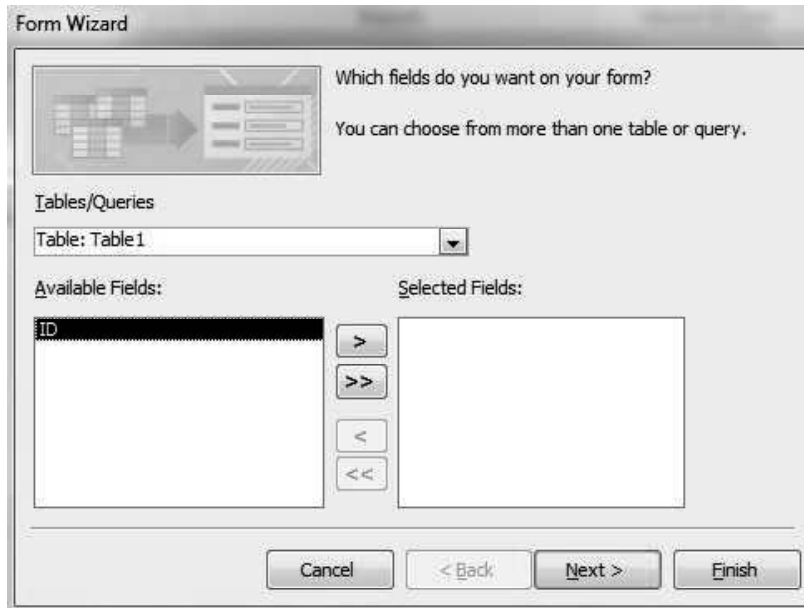 Form Wizard
Which fields do you want on your form?
You can choose from more than one table or query.
Tables/Queries
Table: Table1
Available Fields:
Selected Fields:
ID
>
>>
<
<<
Cancel
< Back
Next >
Finish